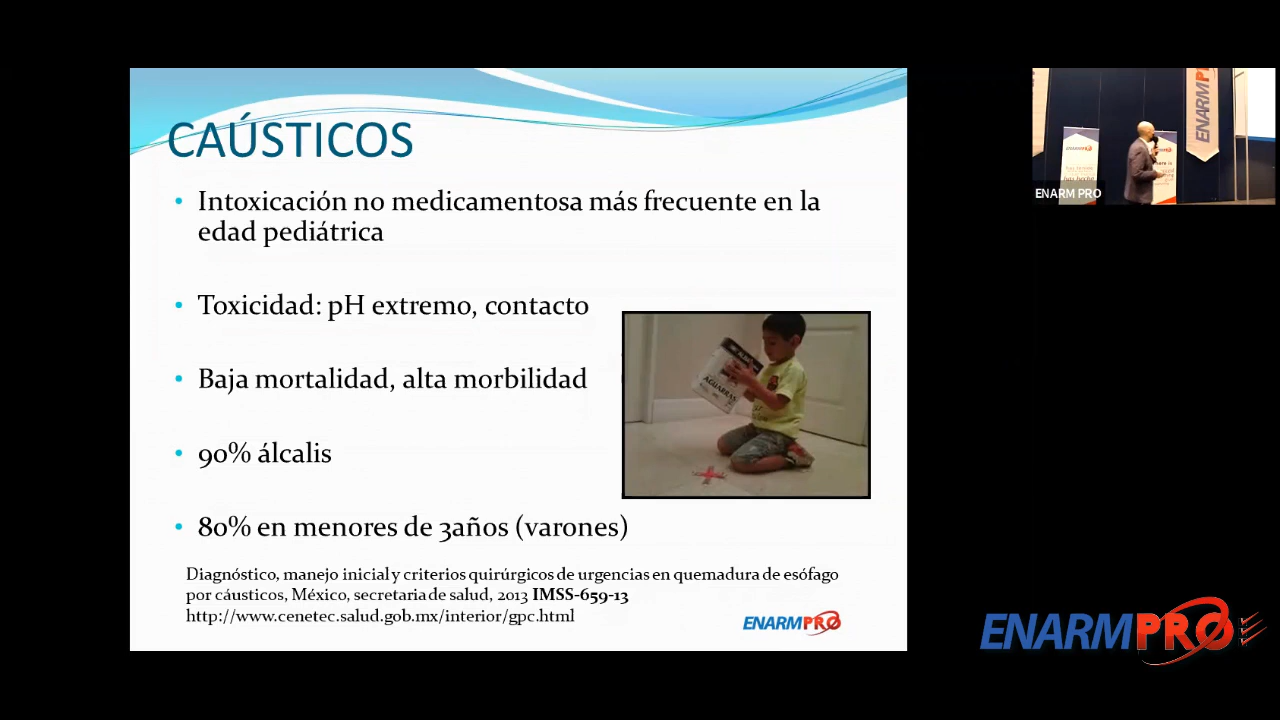 CAÚSTICOS
• Intoxicación no medicamentosa más frecuente en la
edad pediátrica
• Toxicidad: pH extremo, contacto
• Baja mortalidad, alta morbilidad
• 90% álcalis
• 80% en menores de 3años (varones)
AGUARRAS
Diagnóstico, manejo inicial y criterios quirúrgicos de urgencias en quemadura de esófago
por cáusticos, México, secretaria de salud, 2013 IMSS-659-13
http://www.cenetec.salud.gob.mx/interior/gpc.html
ENARMPRO
ENARM PRO
ENARMPRO